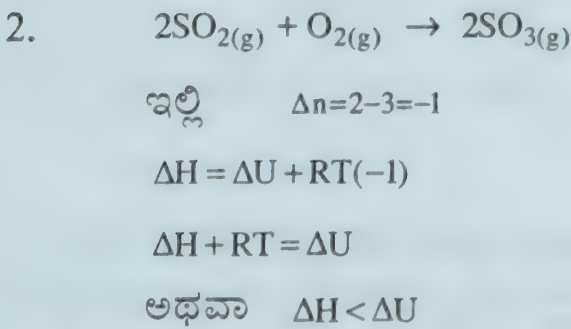 2. 2SO₂(g) + O₂(g) → 2SO₃(g)
ಇಲ್ಲಿ Δn=2−3=−1
ΔH = ΔU + RT(−1)
ΔH + RT = ΔU
ಅಥವಾ ΔH < ΔU